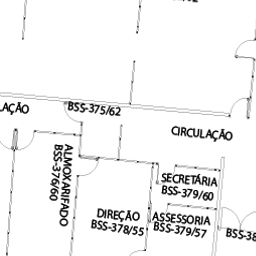 LAÇÃO
BSS-375/62
CIRCULAÇÃO
ALMOXARIFADO
BSS-376/60
SECRETÁRIA
BSS-379/60
DIREÇÃO
BSS-378/55
ASSESSORIA
BSS-379/57
BSS-38